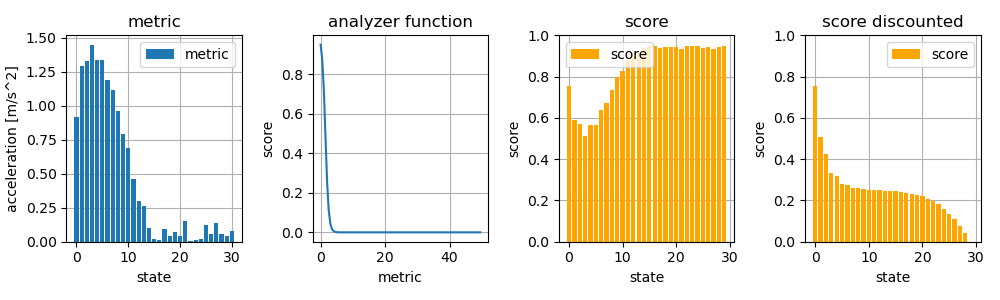 metric
acceleration [m/s^2]
1.50
1.25
1.00
0.75
0.50
0.25
0.00
metric
0 10 20 30
state
analyzer function
score
0.8
0.6
0.4
0.2
0.0
0 20 40
metric
score
score
1.0
0.8
0.6
0.4
0.2
0.0
score
0 10 20 30
state
score discounted
score
1.0
0.8
0.6
0.4
0.2
0.0
score
0 10 20 30
state